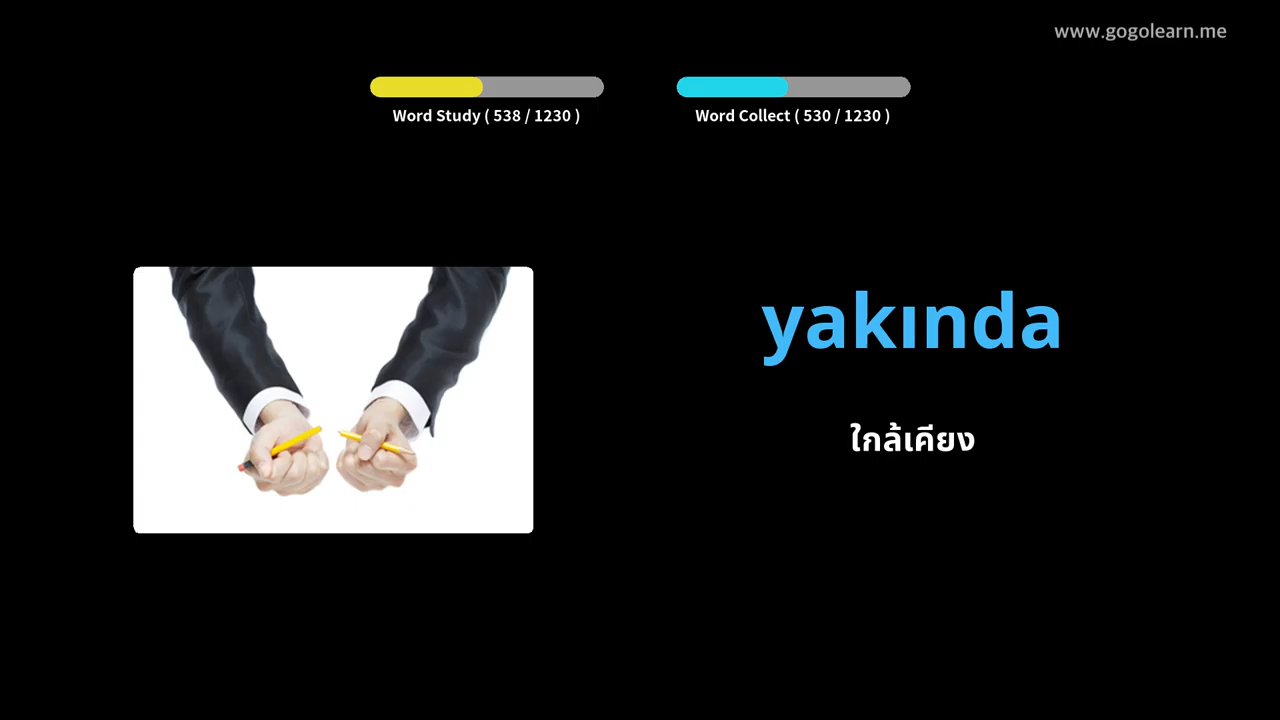 www.gogolearn.me
Word Study ( 538 / 1230 )
Word Collect ( 530 / 1230 )
yakında
ใกล้เคียง